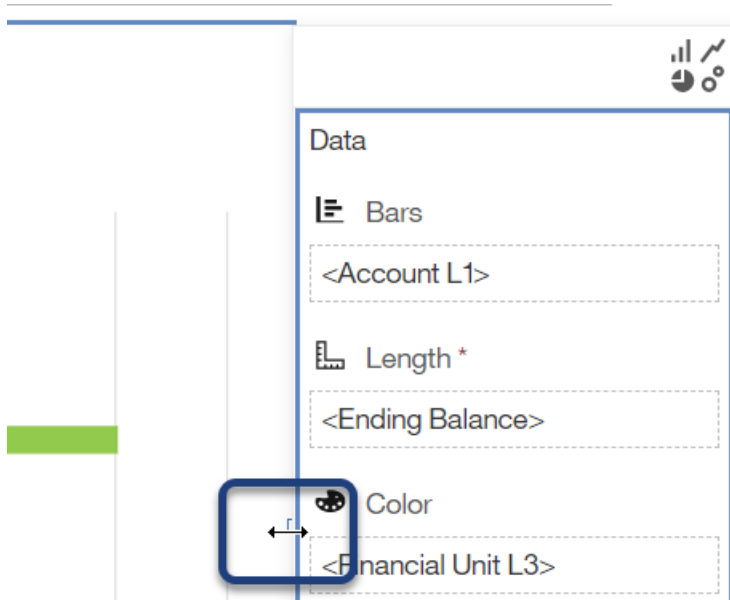 Data
Bars
<Account L1>
Length *
<Ending Balance>
Color
<Financial Unit L3>